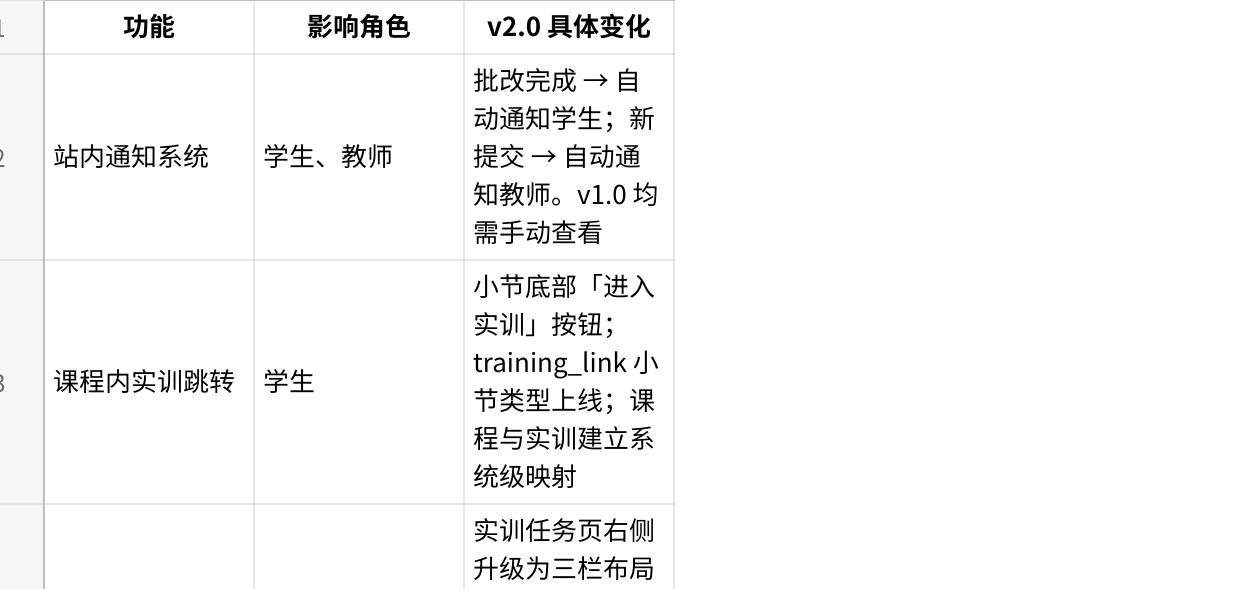 1
功能
影响角色
v2.0 具体变化
2
站内通知系统
学生、教师
批改完成 → 自
动通知学生；新
提交 → 自动通
知教师。v1.0 均
需手动查看
3
课程内实训跳转
学生
小节底部「进入
实训」按钮；
training_link 小
节类型上线；课
程与实训建立系
统级映射
实训任务页右侧
升级为三栏布局